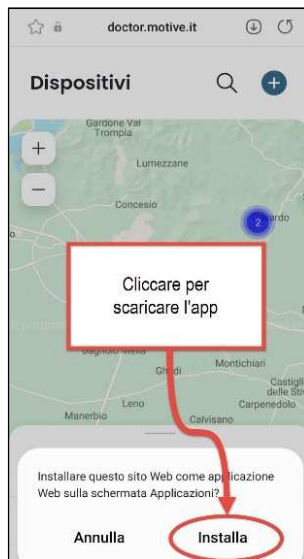 doctor.motive.it
Dispositivi
Gardone Val
Trompia
Lumezzane
Concesio
2
Cliccare per
scaricare l'app
Montichiari
Leno
Carpenedolo
Manerbio
Calvisano
Installare questo sito Web come applicazione
Web sulla schermata Applicazioni?
Annulla
Installa